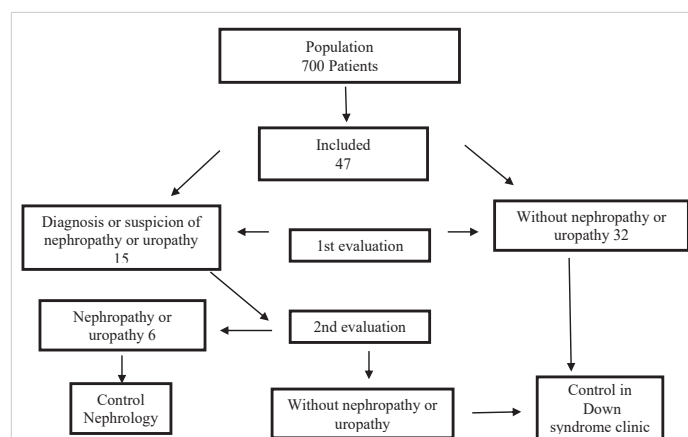 Population
700 Patients
Included
47
Diagnosis or suspicion of
nephropathy or uropathy
15
1st evaluation
Without nephropathy or
uropathy 32
Nephropathy or
uropathy 6
2nd evaluation
Control
Nephrology
Without nephropathy or
uropathy
Control in
Down
syndrome clinic